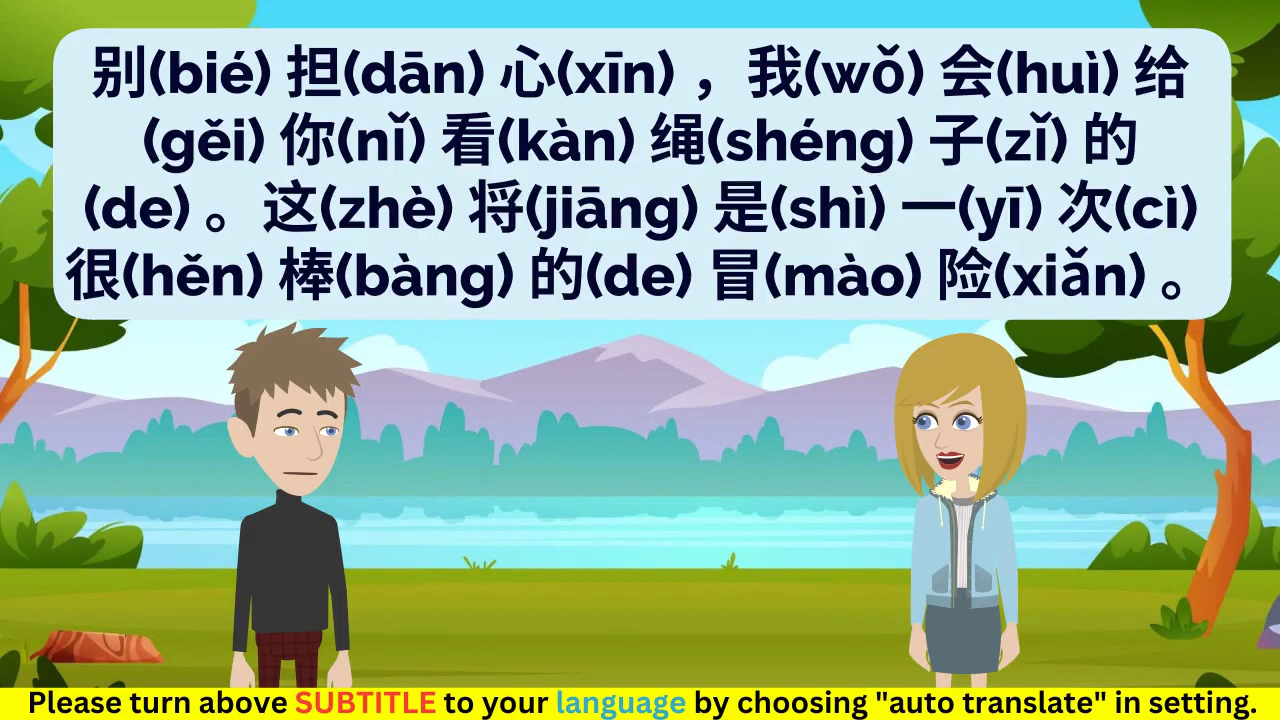 别(bié) 担(dān) 心(xīn) ，我(wǒ) 会(huì) 给
(gěi) 你(nǐ) 看(kàn) 绳(shéng) 子(zǐ) 的
(de) 。这(zhè) 将(jiāng) 是(shì) 一(yī) 次(cì)
很(hěn) 棒(bàng) 的(de) 冒(mào) 险(xiǎn) 。
Please turn above SUBTITLE to your language by choosing "auto translate" in setting.